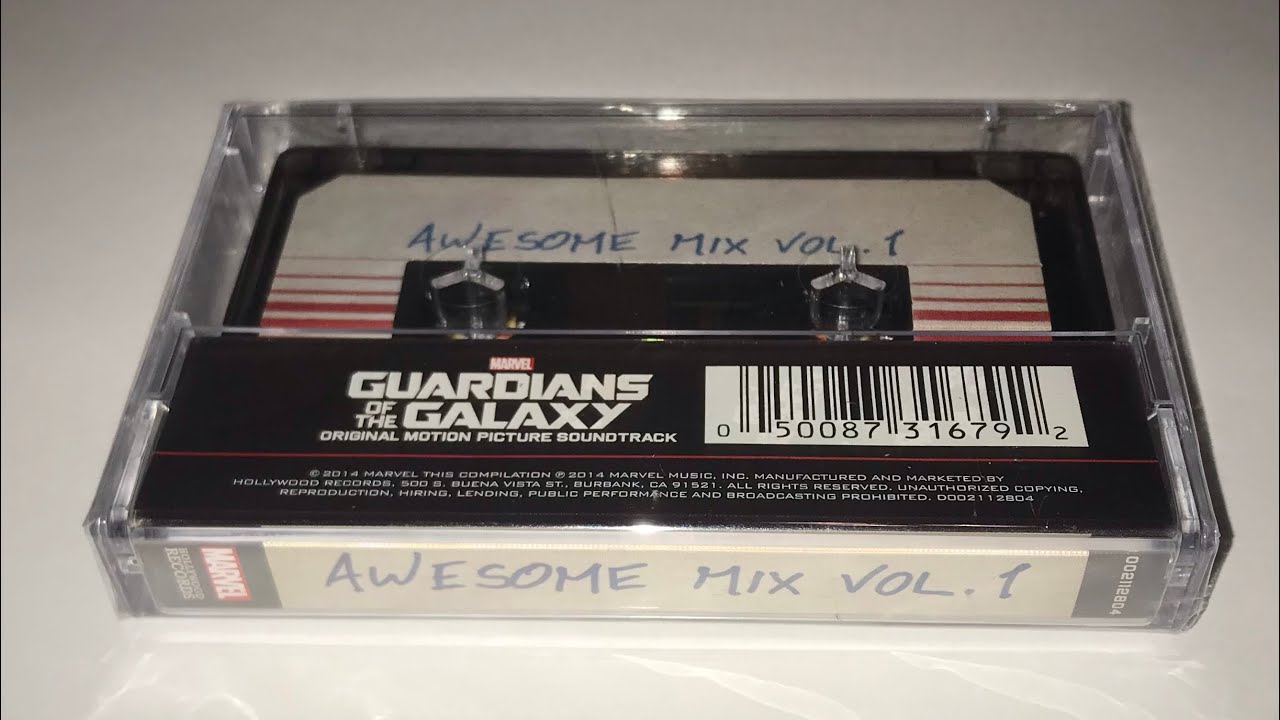 AWESOME MIX VOL. 1
MARVEL
GUARDIANS
OF THE GALAXY
ORIGINAL MOTION PICTURE SOUNDTRACK
0 50087 31679 2
© 2014 MARVEL THIS COMPILATION ℗ 2014 MARVEL MUSIC, INC. MANUFACTURED AND MARKETED BY
HOLLYWOOD RECORDS, 500 S. BUENA VISTA ST., BURBANK, CA 91521. ALL RIGHTS RESERVED. UNAUTHORIZED COPYING,
REPRODUCTION, HIRING, LENDING, PUBLIC PERFORMANCE AND BROADCASTING PROHIBITED. D002112804
HOLLYWOOD RECORDS
MARVEL
AWESOME MIX VOL. 1
D002112804